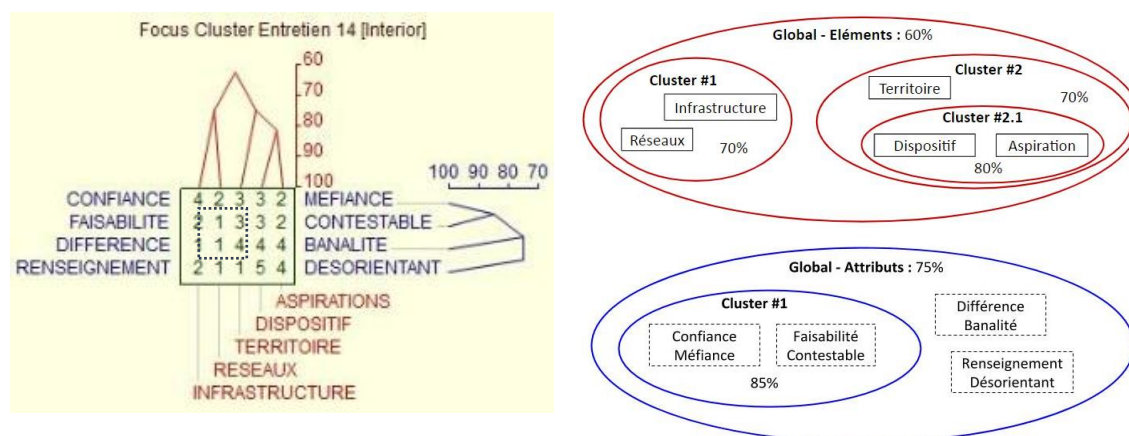 Focus Cluster Entretien 14 [Interior]
60
70
80
90
100
100 90 80 70
CONFIANCE 4 2 3 3 2 MEFIANCE
FAISABILITE 2 1 3 3 2 CONTESTABLE
DIFFERENCE 1 1 4 4 4 BANALITE
RENSEIGNEMENT 2 1 1 5 4 DESORIENTANT
ASPIRATIONS
DISPOSITIF
TERRITOIRE
RESEAUX
INFRASTRUCTURE
Global - Eléments : 60%
Cluster #1
Infrastructure
Réseaux
70%
Cluster #2
Territoire
70%
Cluster #2.1
Dispositif Aspiration
80%
Global - Attributs : 75%
Cluster #1
Confiance
Méfiance
Faisabilité
Contestable
85%
Différence
Banalité
Renseignement
Désorientant